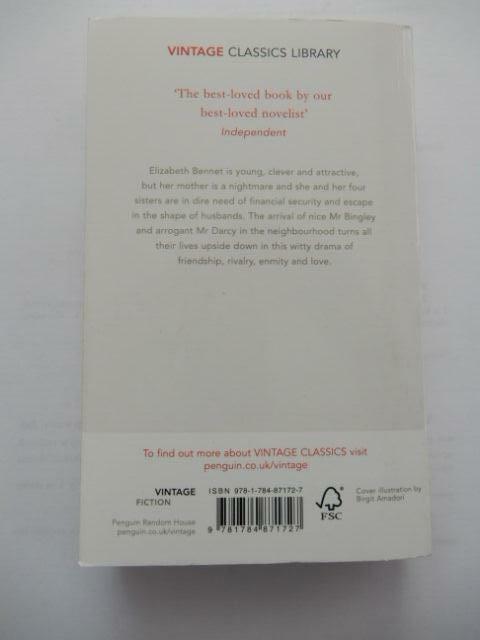 VINTAGE CLASSICS LIBRARY
‘The best-loved book by our
best-loved novelist’
Independent
Elizabeth Bennet is young, clever and attractive,
but her mother is a nightmare and she and her four
sisters are in dire need of financial security and escape
in the shape of husbands. The arrival of nice Mr Bingley
and arrogant Mr Darcy in the neighbourhood turns all
their lives upside down in this witty drama of
friendship, rivalry, enmity and love.
To find out more about VINTAGE CLASSICS visit
penguin.co.uk/vintage
VINTAGE
FICTION
Penguin Random House
penguin.co.uk/vintage
ISBN 978-1-784-87172-7
9 781784 871727
FSC
Cover illustration by
Birgit Amadori